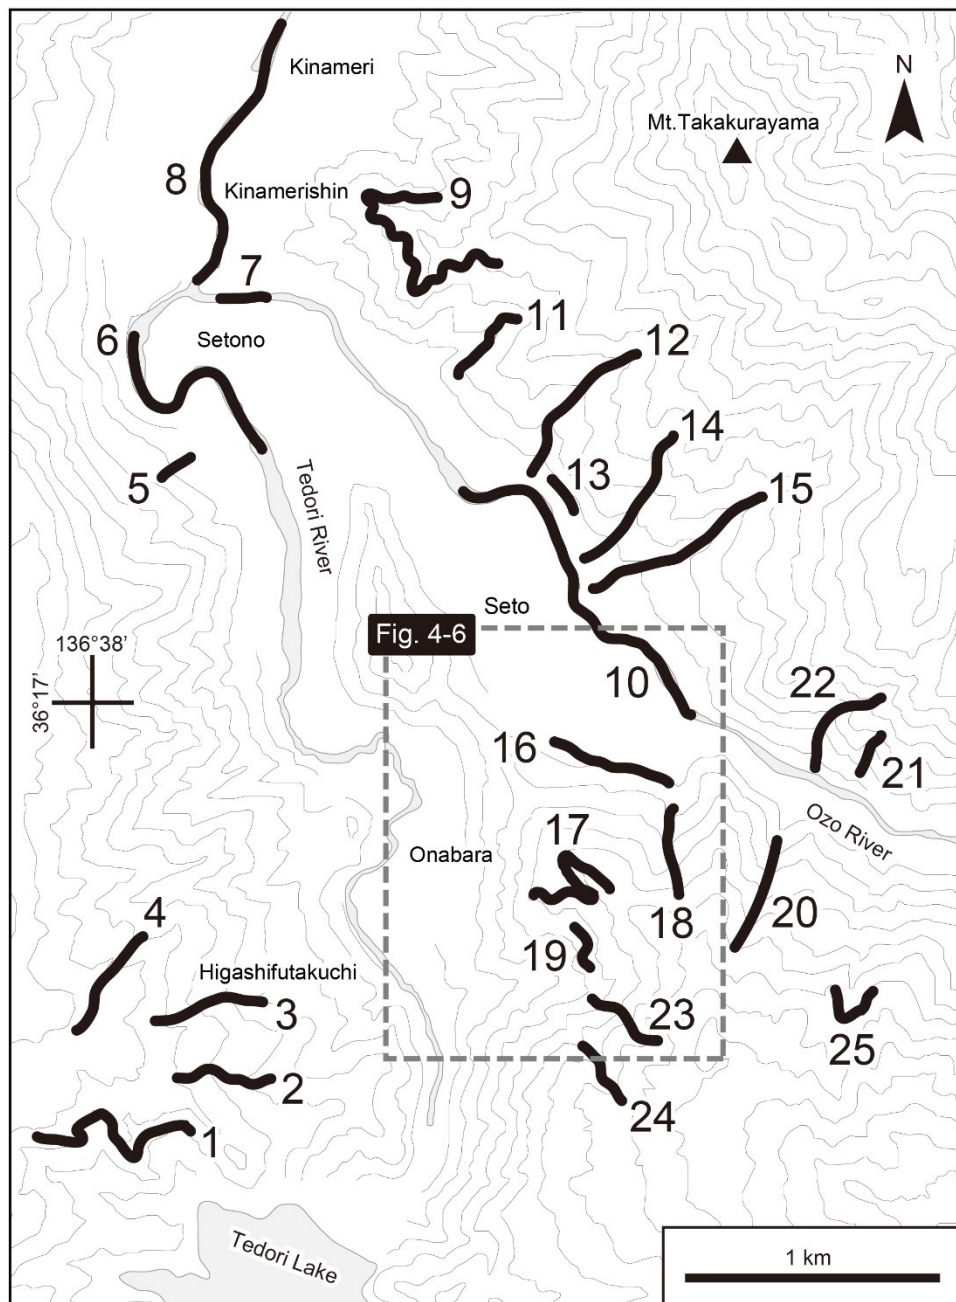 Kinameri
N
Mt.Takakurayama
8
Kinamerishin
9
7
6
Setono
11
12
14
13
15
5
Tedori River
Seto
Fig. 4-6
136°38’
36°17’
10
22
16
21
Ozo River
17
Onabara
4
18
20
19
Higashifutakuchi
3
23
25
2
24
1
Tedori Lake
1 km